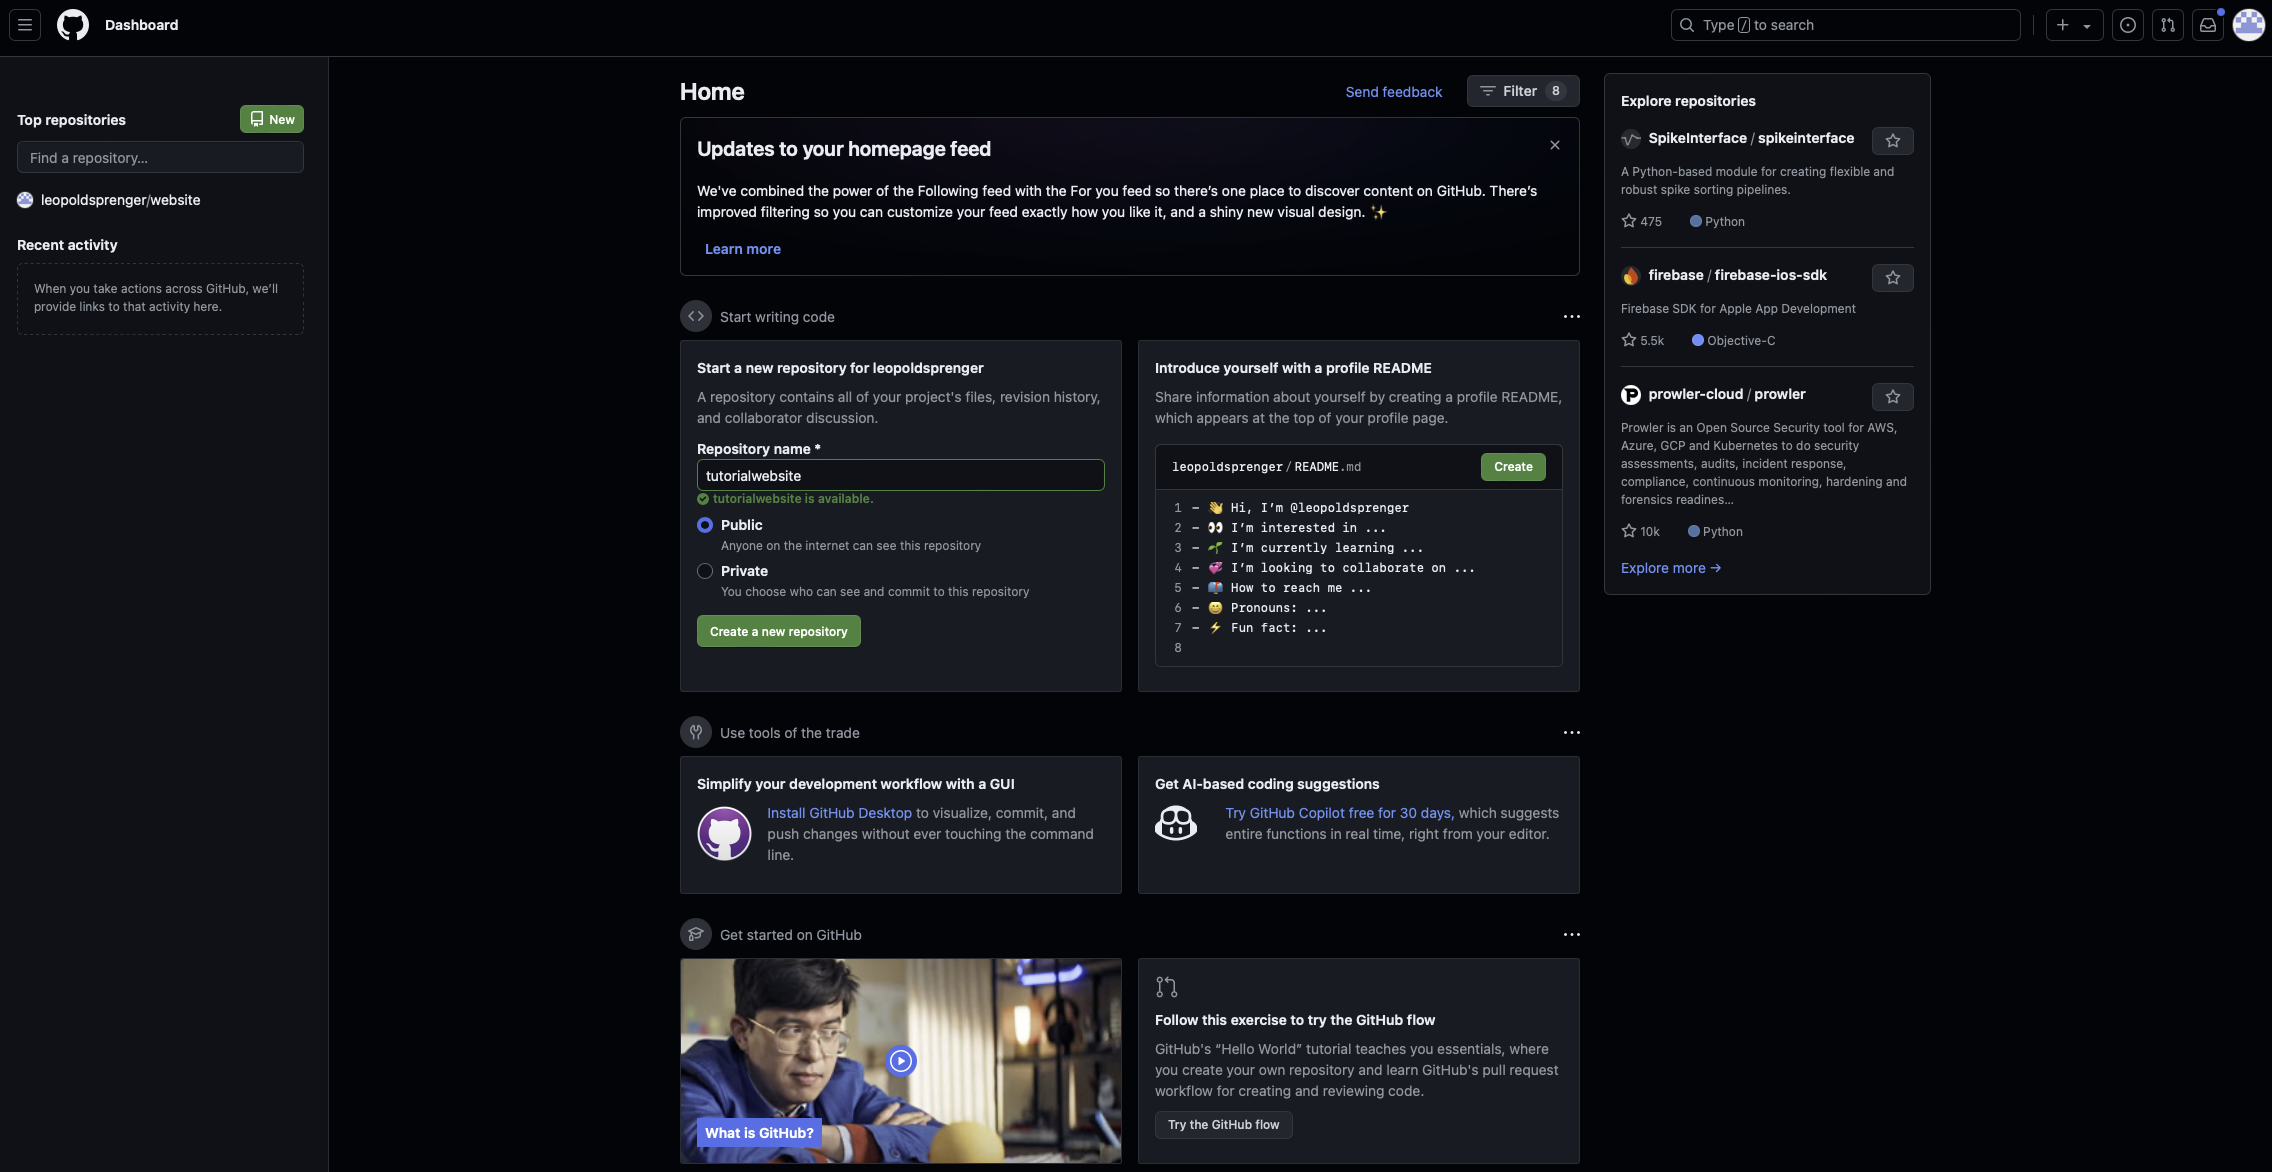 Dashboard
Type / to search
Top repositories
New
Find a repository...
leopoldsprenger/website
Recent activity
When you take actions across GitHub, we'll
provide links to that activity here.
Home
Send feedback
Filter 8
Updates to your homepage feed
We've combined the power of the Following feed with the For you feed so there's one place to discover content on GitHub. There's
improved filtering so you can customize your feed exactly how you like it, and a shiny new visual design. ✨
Learn more
Start writing code
Start a new repository for leopoldsprenger
A repository contains all of your project's files, revision history,
and collaborator discussion.
Repository name *
tutorialwebsite
tutorialwebsite is available.
Public
Anyone on the internet can see this repository
Private
You choose who can see and commit to this repository
Create a new repository
Introduce yourself with a profile README
Share information about yourself by creating a profile README,
which appears at the top of your profile page.
leopoldsprenger / README.md
Create
1 - 👋 Hi, I'm @leopoldsprenger
2 - 👀 I'm interested in ...
3 - 🌱 I'm currently learning ...
4 - 💞️ I'm looking to collaborate on ...
5 - 📫 How to reach me ...
6 - 😄 Pronouns: ...
7 - ⚡ Fun fact: ...
8
Use tools of the trade
Simplify your development workflow with a GUI
Install GitHub Desktop to visualize, commit, and
push changes without ever touching the command
line.
Get AI-based coding suggestions
Try GitHub Copilot free for 30 days, which suggests
entire functions in real time, right from your editor.
Get started on GitHub
What is GitHub?
Follow this exercise to try the GitHub flow
GitHub's “Hello World” tutorial teaches you essentials, where
you create your own repository and learn GitHub's pull request
workflow for creating and reviewing code.
Try the GitHub flow
Explore repositories
SpikeInterface / spikeinterface
A Python-based module for creating flexible and
robust spike sorting pipelines.
475 Python
firebase / firebase-ios-sdk
Firebase SDK for Apple App Development
5.5k Objective-C
prowler-cloud / prowler
Prowler is an Open Source Security tool for AWS,
Azure, GCP and Kubernetes to do security
assessments, audits, incident response,
compliance, continuous monitoring, hardening and
forensics readines...
10k Python
Explore more →